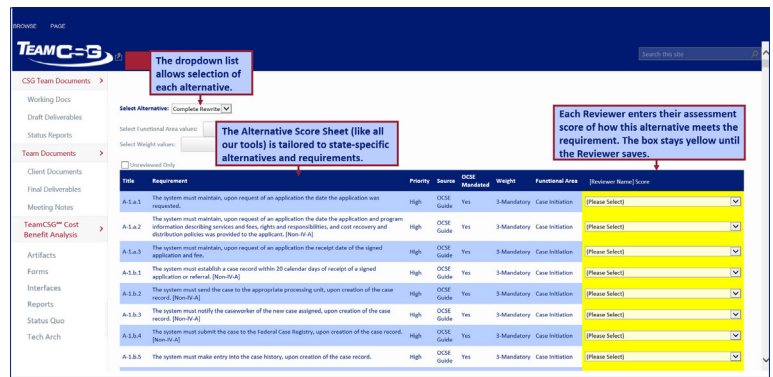 BROWSE PAGE
TEAMCSG
Search this site
The dropdown list
allows selection of
each alternative.
CSG Team Documents >
Working Docs
Draft Deliverables
Status Reports
Team Documents >
Client Documents
Final Deliverables
Meeting Notes
TeamCSG℠ Cost
Benefit Analysis >
Artifacts
Forms
Interfaces
Reports
Status Quo
Tech Arch
Select Alternative: Complete Rewrite
Select Functional Area values:
Select Weight values:
The Alternative Score Sheet (like all
our tools) is tailored to state-specific
alternatives and requirements.
Each Reviewer enters their assessment
score of how this alternative meets the
requirement. The box stays yellow until
the Reviewer saves.
Unreviewed Only
Title Requirement Priority Source OCSE Mandated Weight Functional Area [Reviewer Name] Score
A-1.a.1 The system must maintain, upon request of an application the date the application was
requested. High OCSE Guide Yes 3-Mandatory Case Initiation (Please Select)
A-1.a.2 The system must maintain, upon request of an application the date the application and program
information describing services and fees, rights and responsibilities, and cost recovery and
distribution policies was provided to the applicant. [Non-IV-A] High OCSE Guide Yes 3-Mandatory Case Initiation (Please Select)
A-1.a.3 The system must maintain, upon request of an application the receipt date of the signed
application and fee. High OCSE Guide Yes 3-Mandatory Case Initiation (Please Select)
A-1.b.1 The system must establish a case record within 20 calendar days of receipt of a signed
application or referral. [Non-IV-A] High OCSE Guide Yes 3-Mandatory Case Initiation (Please Select)
A-1.b.2 The system must send the case to the appropriate processing unit, upon creation of the case
record. [Non-IV-A] High OCSE Guide Yes 3-Mandatory Case Initiation (Please Select)
A-1.b.3 The system must notify the caseworker of the new case assigned, upon creation of the case
record. [Non-IV-A] High OCSE Guide Yes 3-Mandatory Case Initiation (Please Select)
A-1.b.4 The system must submit the case to the Federal Case Registry, upon creation of the case record.
[Non-IV-A] High OCSE Guide Yes 3-Mandatory Case Initiation (Please Select)
A-1.b.5 The system must make entry into the case history, upon creation of the case record. High OCSE Guide Yes 3-Mandatory Case Initiation (Please Select)